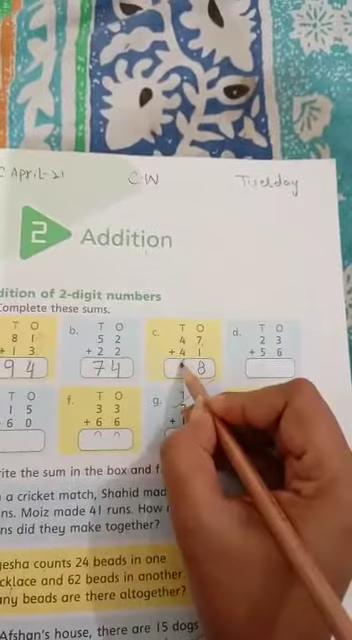 April-21 C.W Tuesday
2 Addition
dition of 2-digit numbers
Complete these sums.
T O b. T O c. T O d. T O
8 1 5 2 4 7 2 3
+ 1 3 + 2 2 + 4 1 + 5 6
9 4 7 4 8
T O f. T O g.
1 5 3 3
6 0 + 6 6
rite the sum in the box and f
a cricket match, Shahid mad
ns. Moiz made 41 runs. How
ns did they make together?
yesha counts 24 beads in one
cklace and 62 beads in another.
any beads are there altogether?
Afshan's house, there are 15 dogs